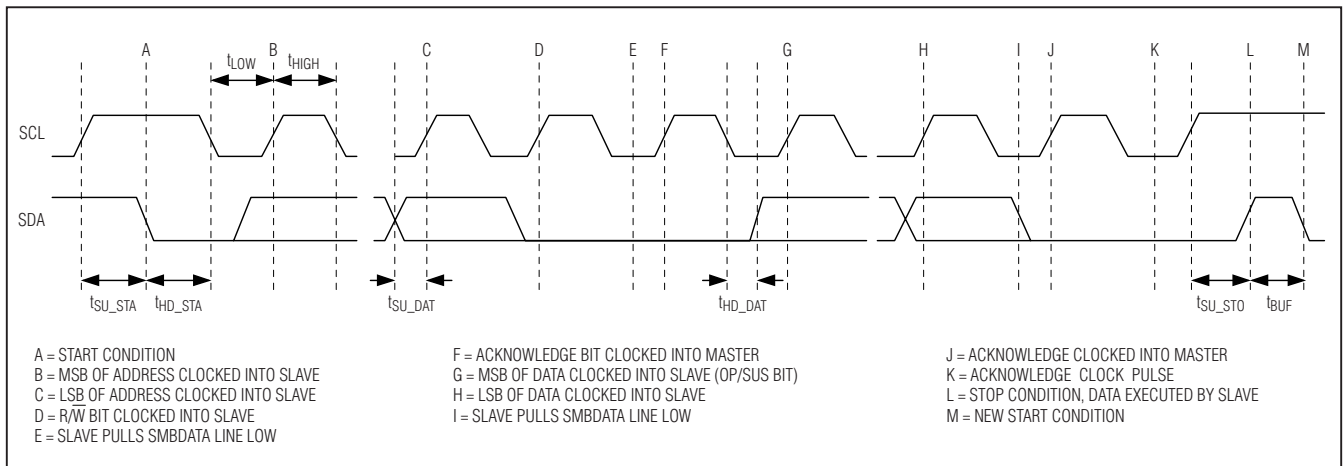 A B C D E F G H I J K L M
tLOW tHIGH
SCL
SDA
tSU_STA tHD_STA tSU_DAT tHD_DAT tSU_STO tBUF
A = START CONDITION
B = MSB OF ADDRESS CLOCKED INTO SLAVE
C = LSB OF ADDRESS CLOCKED INTO SLAVE
D = R/W̅ BIT CLOCKED INTO SLAVE
E = SLAVE PULLS SMBDATA LINE LOW
F = ACKNOWLEDGE BIT CLOCKED INTO MASTER
G = MSB OF DATA CLOCKED INTO SLAVE (OP/SUS BIT)
H = LSB OF DATA CLOCKED INTO SLAVE
I = SLAVE PULLS SMBDATA LINE LOW
J = ACKNOWLEDGE CLOCKED INTO MASTER
K = ACKNOWLEDGE CLOCK PULSE
L = STOP CONDITION, DATA EXECUTED BY SLAVE
M = NEW START CONDITION